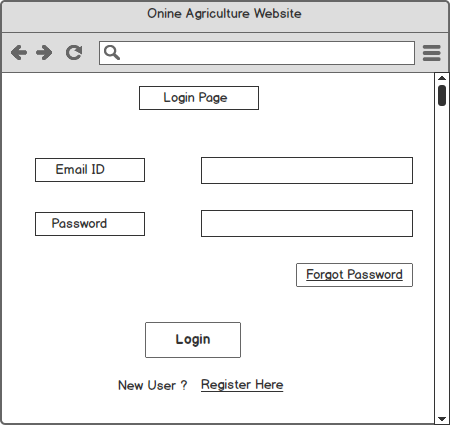 Onine Agriculture Website
Login Page
Email ID
Password
Forgot Password
Login
New User ? Register Here